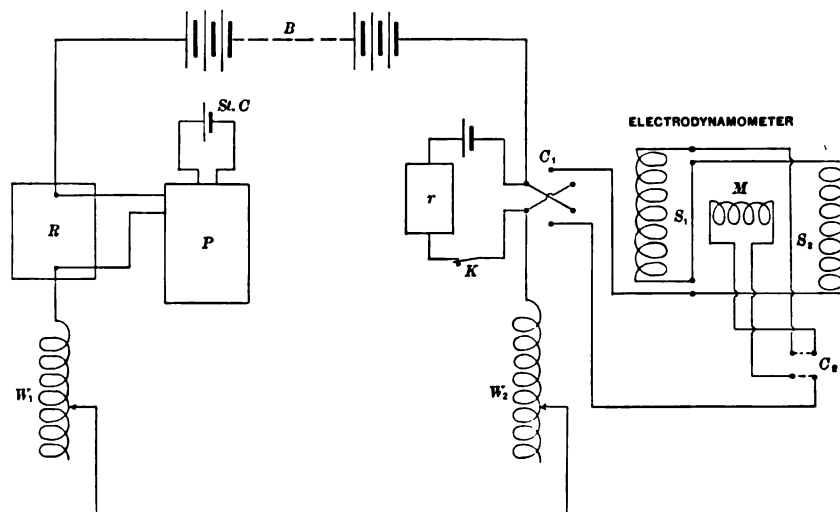 B
St. C
R
P
W₁
r
K
C₁
W₂
ELECTRODYNAMOMETER
S₁
M
S₂
C₂